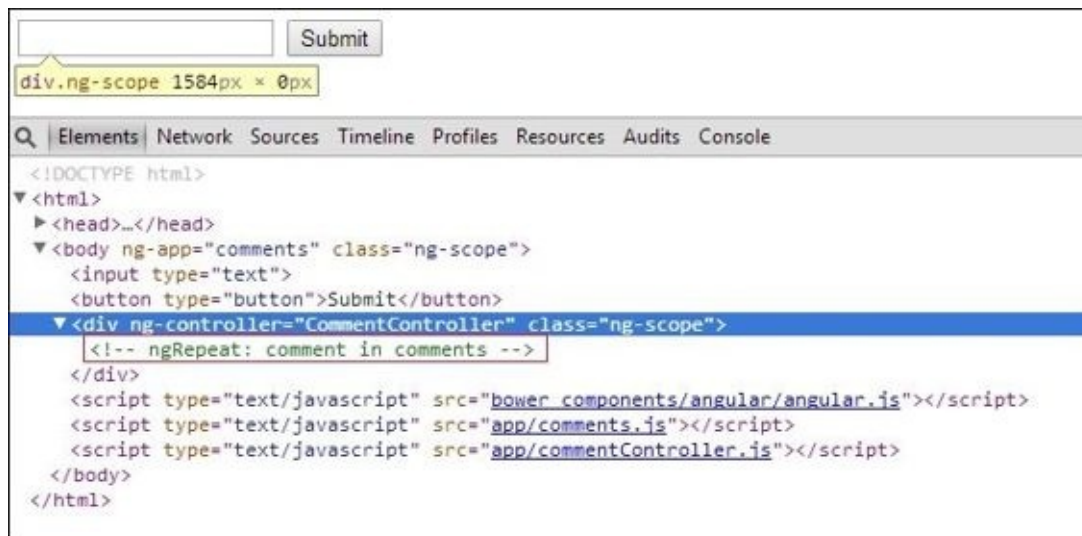 Submit
div.ng-scope 1584px × 0px
Elements Network Sources Timeline Profiles Resources Audits Console
<!DOCTYPE html>
▼<html>
▶<head>…</head>
▼<body ng-app="comments" class="ng-scope">
<input type="text">
<button type="button">Submit</button>
▼<div ng-controller="CommentController" class="ng-scope">
<!-- ngRepeat: comment in comments -->
</div>
<script type="text/javascript" src="bower_components/angular/angular.js"></script>
<script type="text/javascript" src="app/comments.js"></script>
<script type="text/javascript" src="app/commentController.js"></script>
</body>
</html>